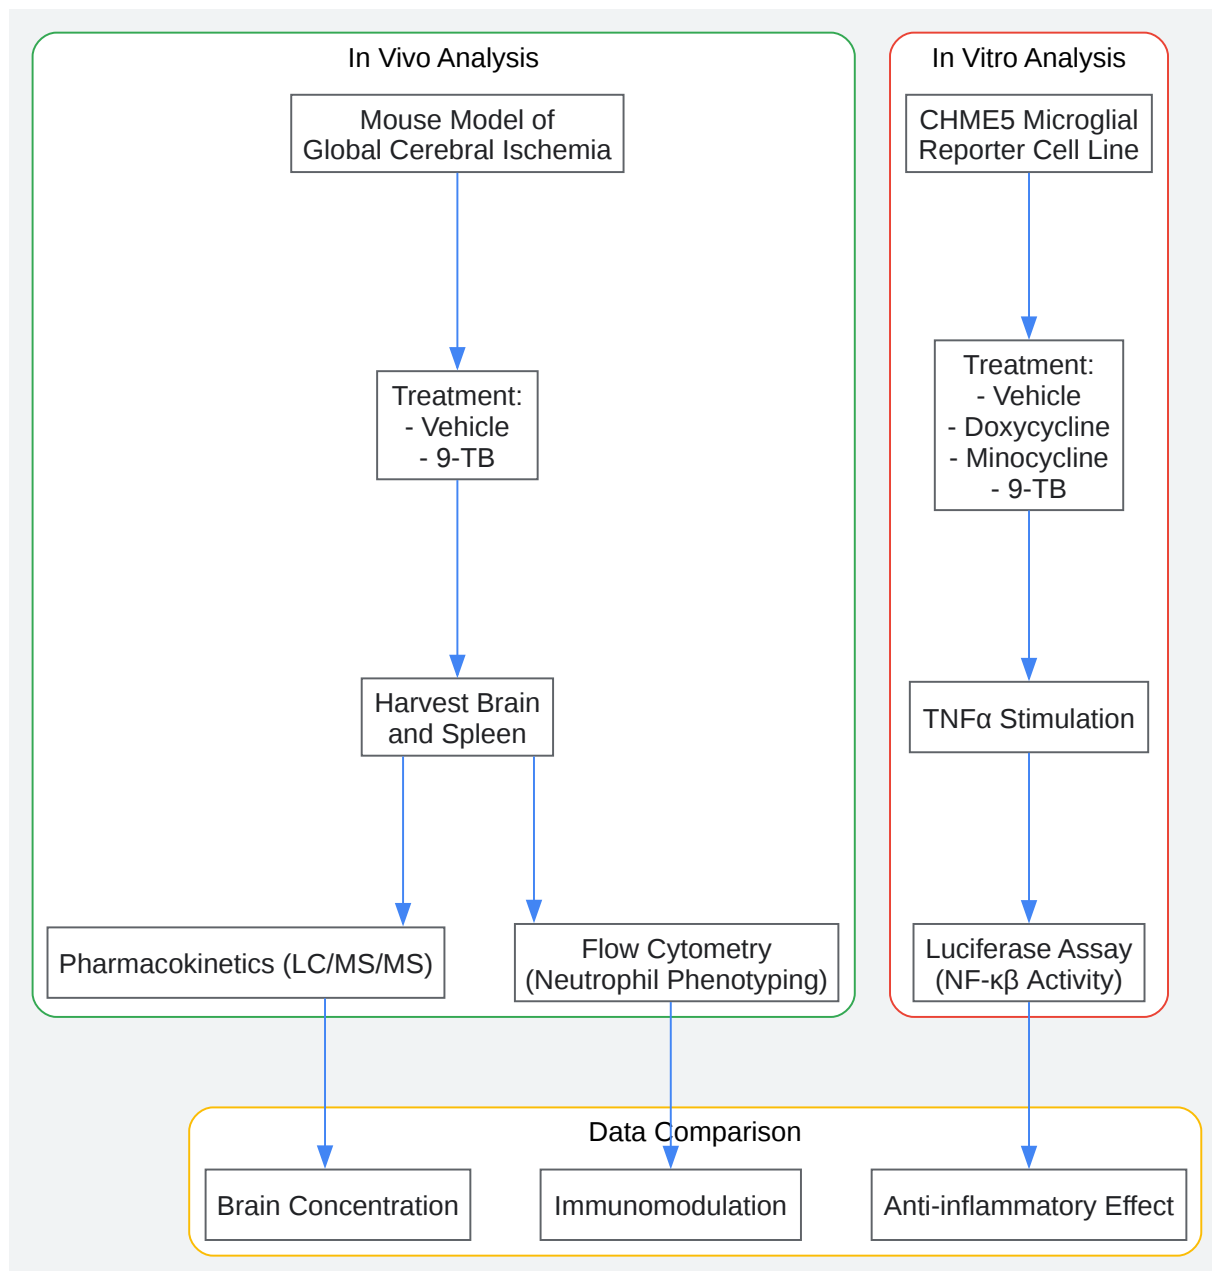 In Vivo Analysis
Mouse Model of
Global Cerebral Ischemia
Treatment:
- Vehicle
- 9-TB
Harvest Brain
and Spleen
Pharmacokinetics (LC/MS/MS)
Flow Cytometry
(Neutrophil Phenotyping)
In Vitro Analysis
CHME5 Microglial
Reporter Cell Line
Treatment:
- Vehicle
- Doxycycline
- Minocycline
- 9-TB
TNFα Stimulation
Luciferase Assay
(NF-κβ Activity)
Data Comparison
Brain Concentration
Immunomodulation
Anti-inflammatory Effect